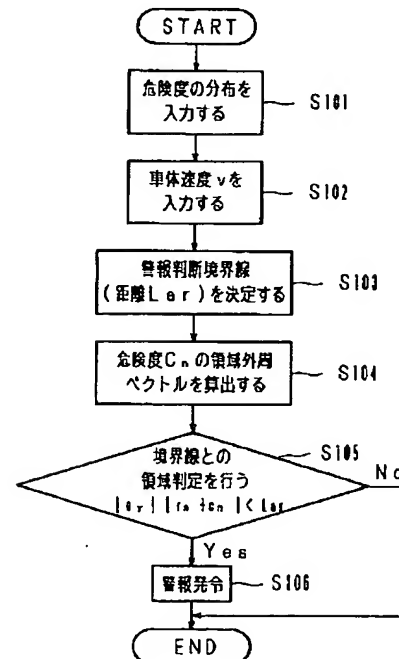 START
危険度の分布を
入力する
S101
車体速度vを
入力する
S102
警報判断境界線
(距離Lar)を決定する
S103
危険度Cnの領域外周
ベクトルを算出する
S104
境界線との
領域判定を行う
S105
No
Yes
警報発令
S106
END